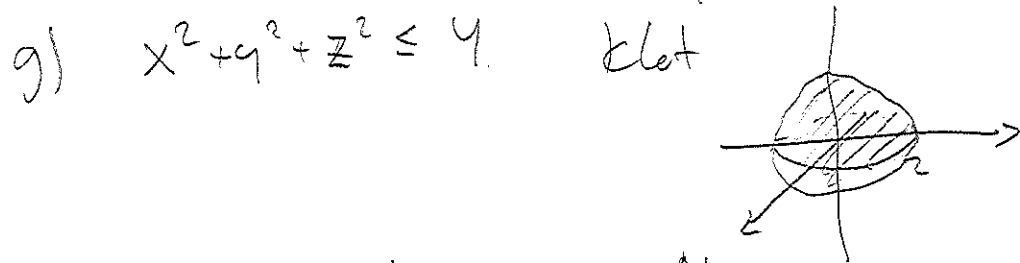 g) x² + y² + z² ≤ 4. klot
2